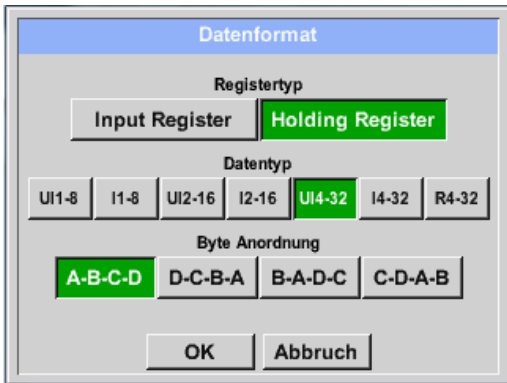 Datenformat
Registertyp
Input Register Holding Register
Datentyp
UI1-8 I1-8 UI2-16 I2-16 UI4-32 I4-32 R4-32
Byte Anordnung
A-B-C-D D-C-B-A B-A-D-C C-D-A-B
OK Abbruch